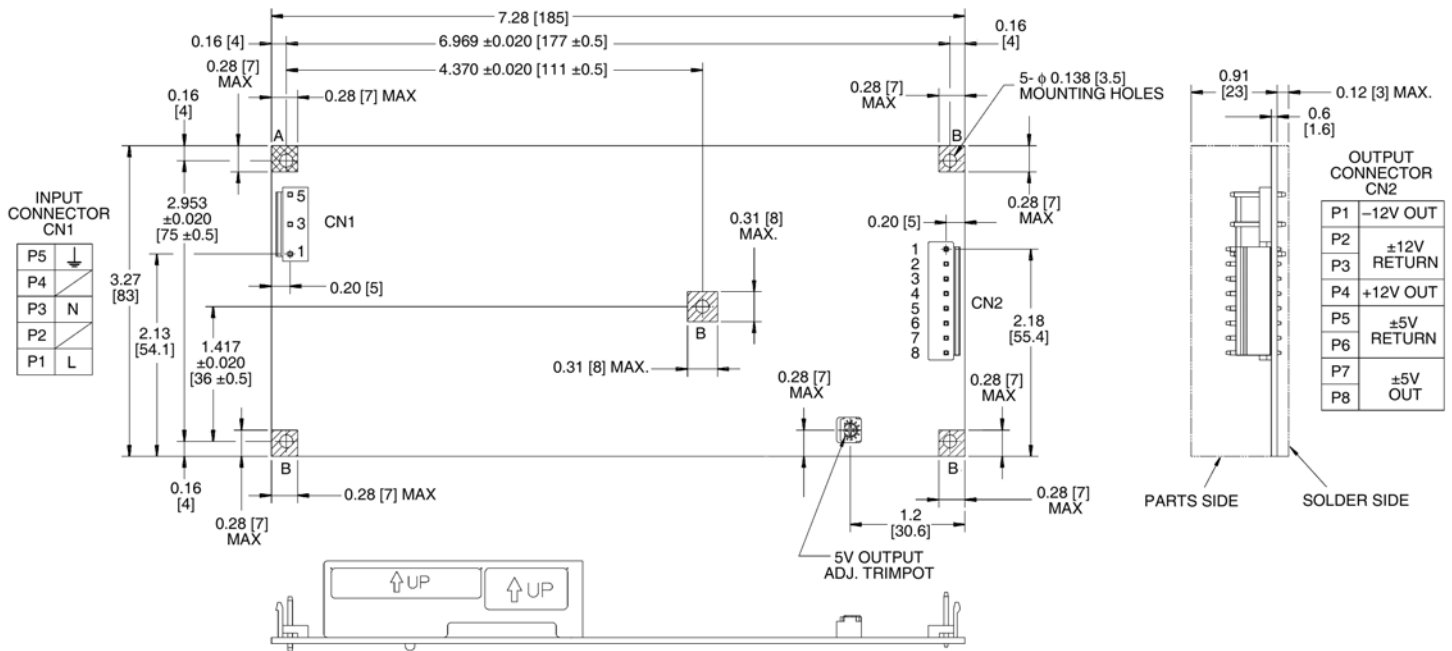 7.28 [185]
0.16 [4]
6.969 ±0.020 [177 ±0.5]
0.16
[4]
4.370 ±0.020 [111 ±0.5]
0.28 [7]
MAX
0.28 [7] MAX
0.16
[4]
0.28 [7]
MAX
5- ϕ 0.138 [3.5]
MOUNTING HOLES
0.91
[23]
0.12 [3] MAX.
0.6
[1.6]
A
B
INPUT
CONNECTOR
CN1
P5
P4
P3 N
P2
P1 L
2.953
±0.020
[75 ±0.5]
3.27
[83]
2.13
[54.1]
1.417
±0.020
[36 ±0.5]
5
3
1
CN1
0.20 [5]
0.31 [8]
MAX.
B
0.31 [8] MAX.
0.28 [7]
MAX
0.20 [5]
1
2
3
4
5
6
7
8
CN2
2.18
[55.4]
OUTPUT
CONNECTOR
CN2
P1 –12V OUT
P2 ±12V
P3 RETURN
P4 +12V OUT
P5 ±5V
P6 RETURN
P7 ±5V
P8 OUT
0.28 [7]
MAX
0.28 [7]
MAX
B
B
0.16
[4]
0.28 [7] MAX
0.28 [7]
MAX
0.28 [7]
MAX
1.2
[30.6]
5V OUTPUT
ADJ. TRIMPOT
PARTS SIDE
SOLDER SIDE
UP
UP